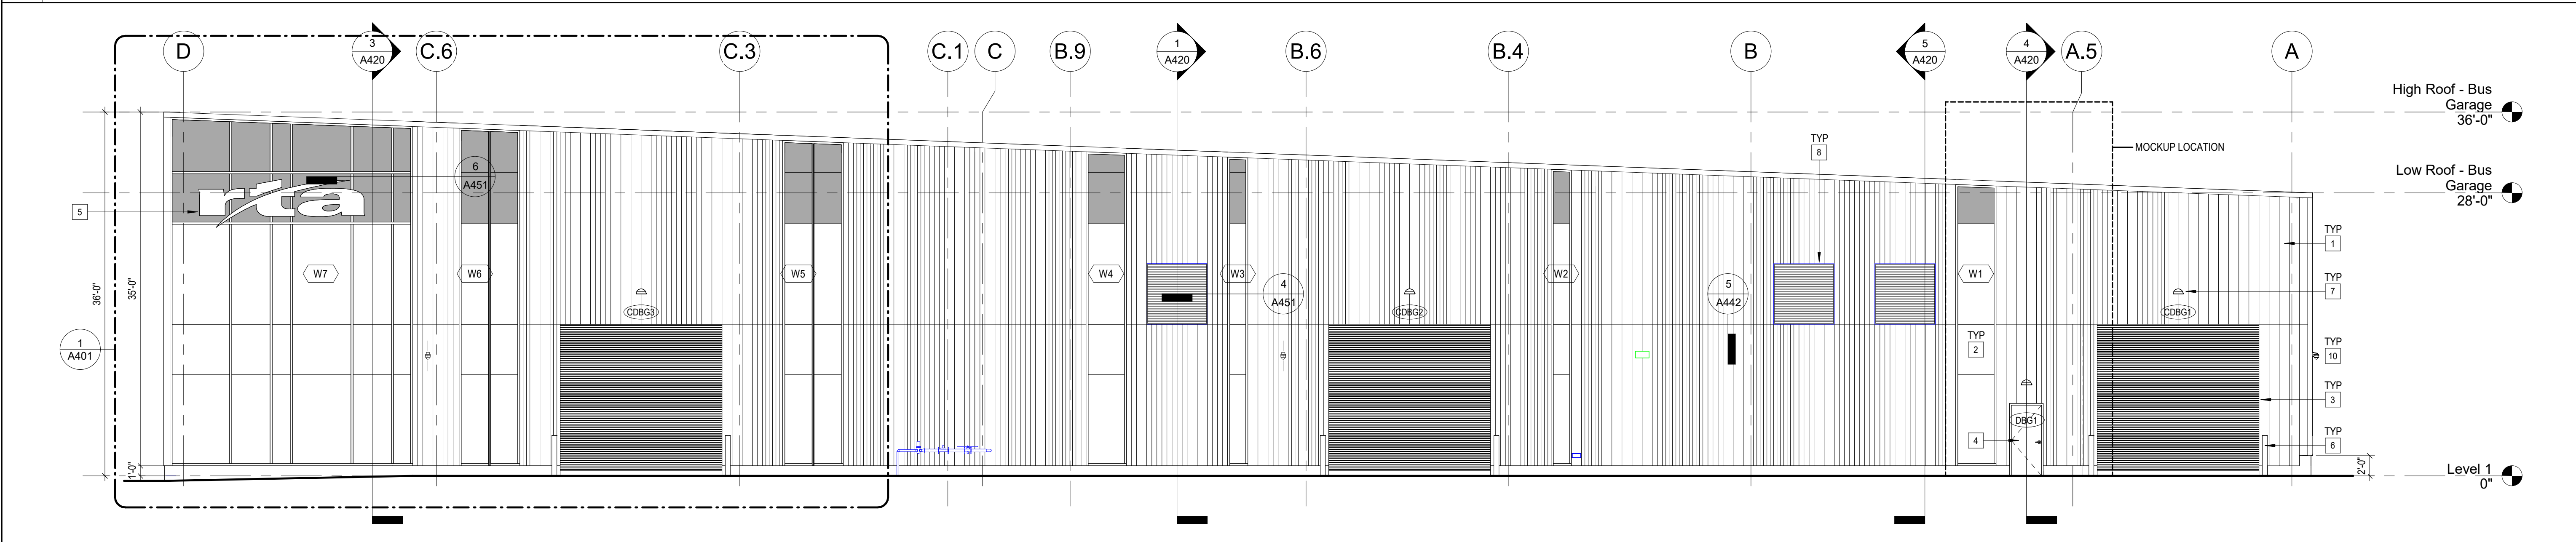 D
3
A420
C.6
C.3
C.1
C
B.9
1
A420
B.6
B.4
B
5
A420
4
A420
A.5
A
High Roof - Bus
Garage
36'-0"
TYP
8
MOCKUP LOCATION
6
A451
Low Roof - Bus
Garage
28'-0"
rta
5
TYP
1
W7
W6
W5
W4
W3
W2
W1
36'-0"
35'-0"
4
A451
5
A442
TYP
7
CDBG3
CDBG2
CDBG1
1
A401
TYP
2
TYP
10
TYP
3
DBG1
4
TYP
6
1'-0"
2'-0"
Level 1
0"